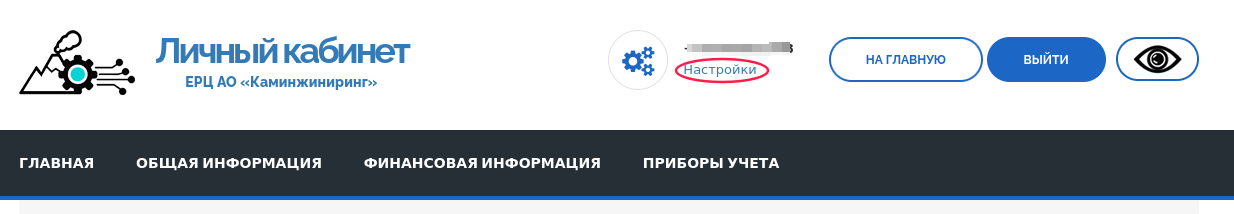 Личный кабинет
ЕРЦ АО «Каминжиниринг»
Настройки
НА ГЛАВНУЮ
ВЫЙТИ
ГЛАВНАЯ ОБЩАЯ ИНФОРМАЦИЯ ФИНАНСОВАЯ ИНФОРМАЦИЯ ПРИБОРЫ УЧЕТА